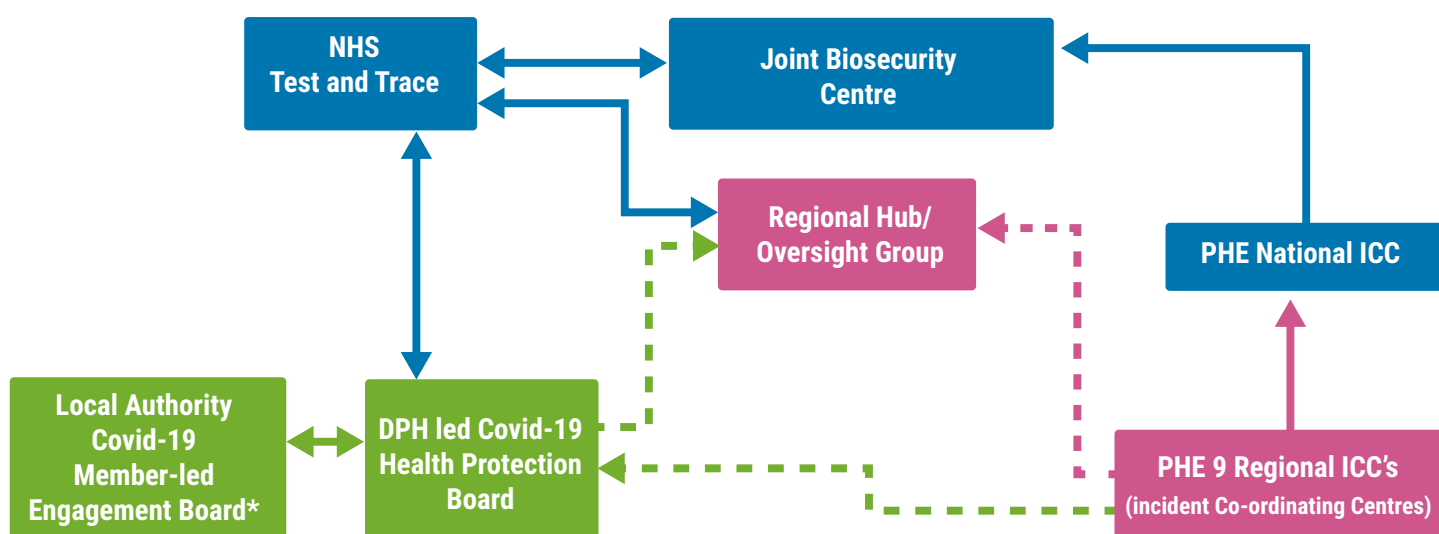 NHS
Test and Trace
Joint Biosecurity
Centre
Regional Hub/
Oversight Group
PHE National ICC
Local Authority
Covid-19
Member-led
Engagement Board*
DPH led Covid-19
Health Protection
Board
PHE 9 Regional ICC's
(incident Co-ordinating Centres)